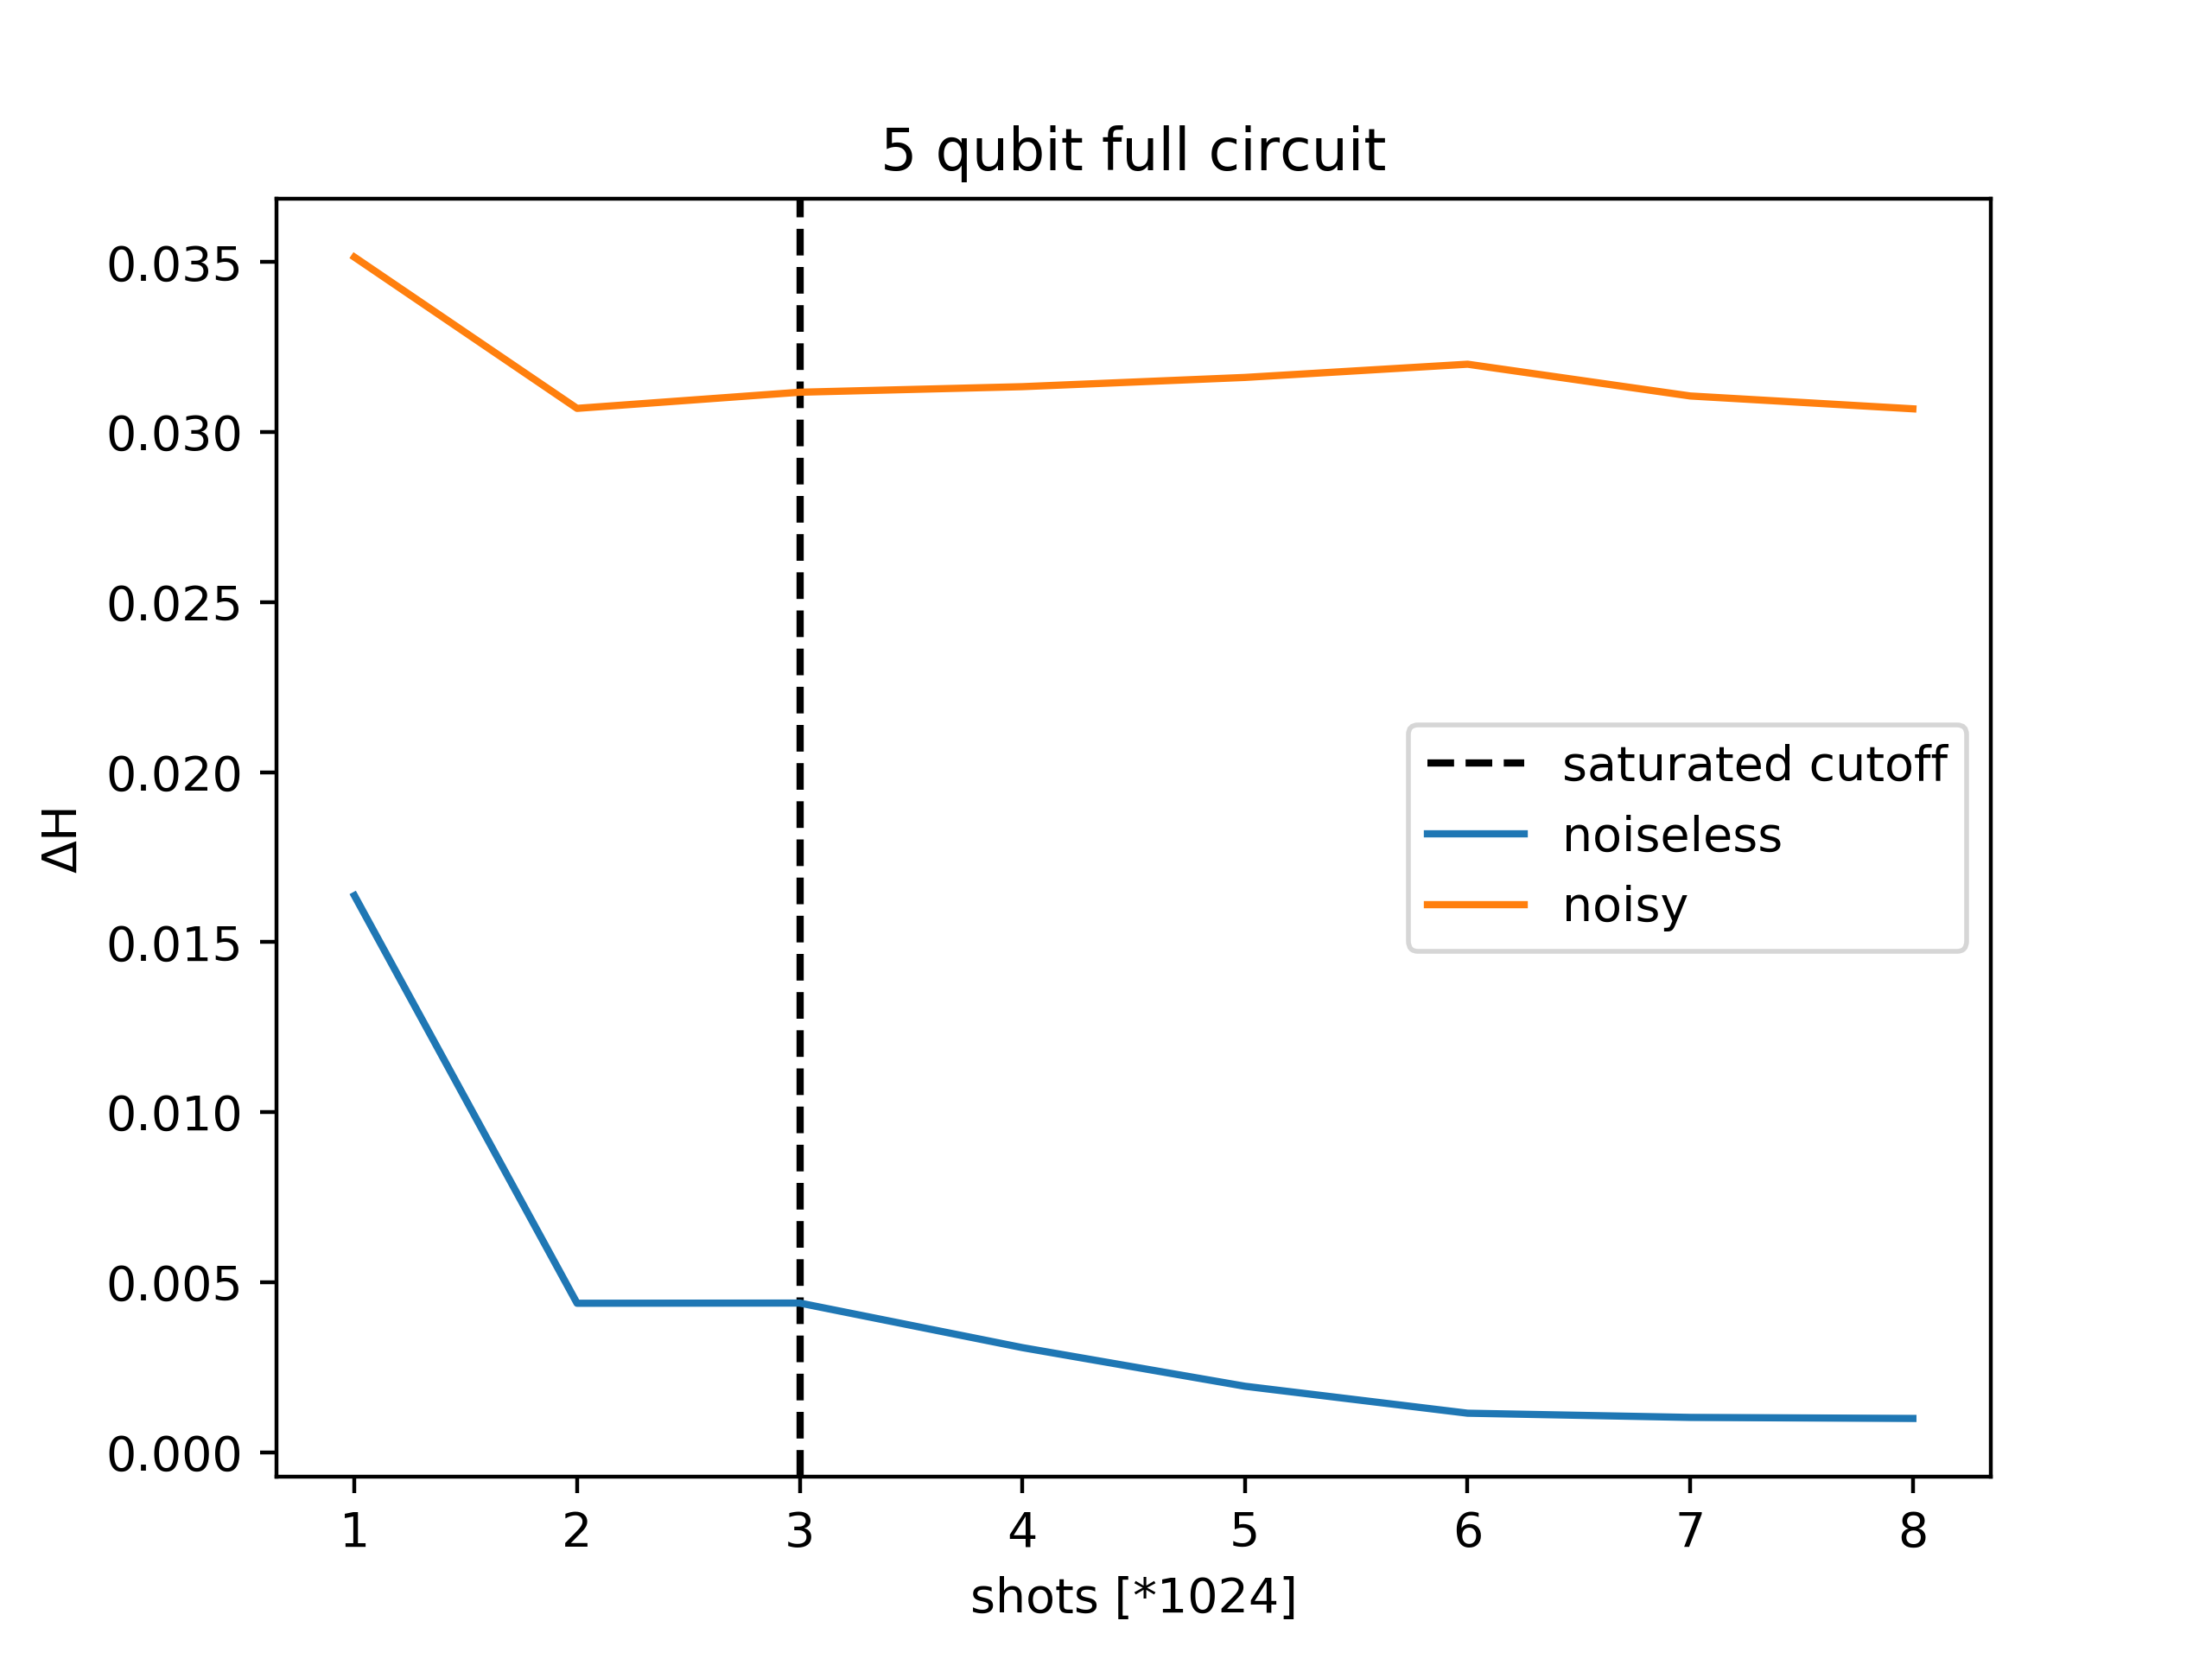 5 qubit full circuit
0.035
0.030
0.025
0.020
0.015
0.010
0.005
0.000
ΔH
saturated cutoff
noiseless
noisy
1 2 3 4 5 6 7 8
shots [*1024]